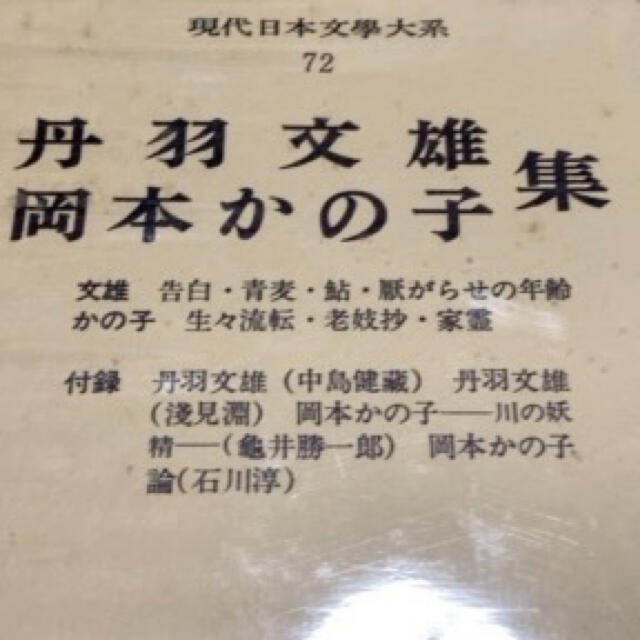 現代日本文學大系
72
丹羽文雄
岡本かの子集
文雄 告白・青麦・鮎・厭がらせの年齢
かの子 生々流転・老妓抄・家霊
付録 丹羽文雄(中島健藏) 丹羽文雄
(淺見淵) 岡本かの子——川の妖
精——(龜井勝一郎) 岡本かの子
論(石川淳)